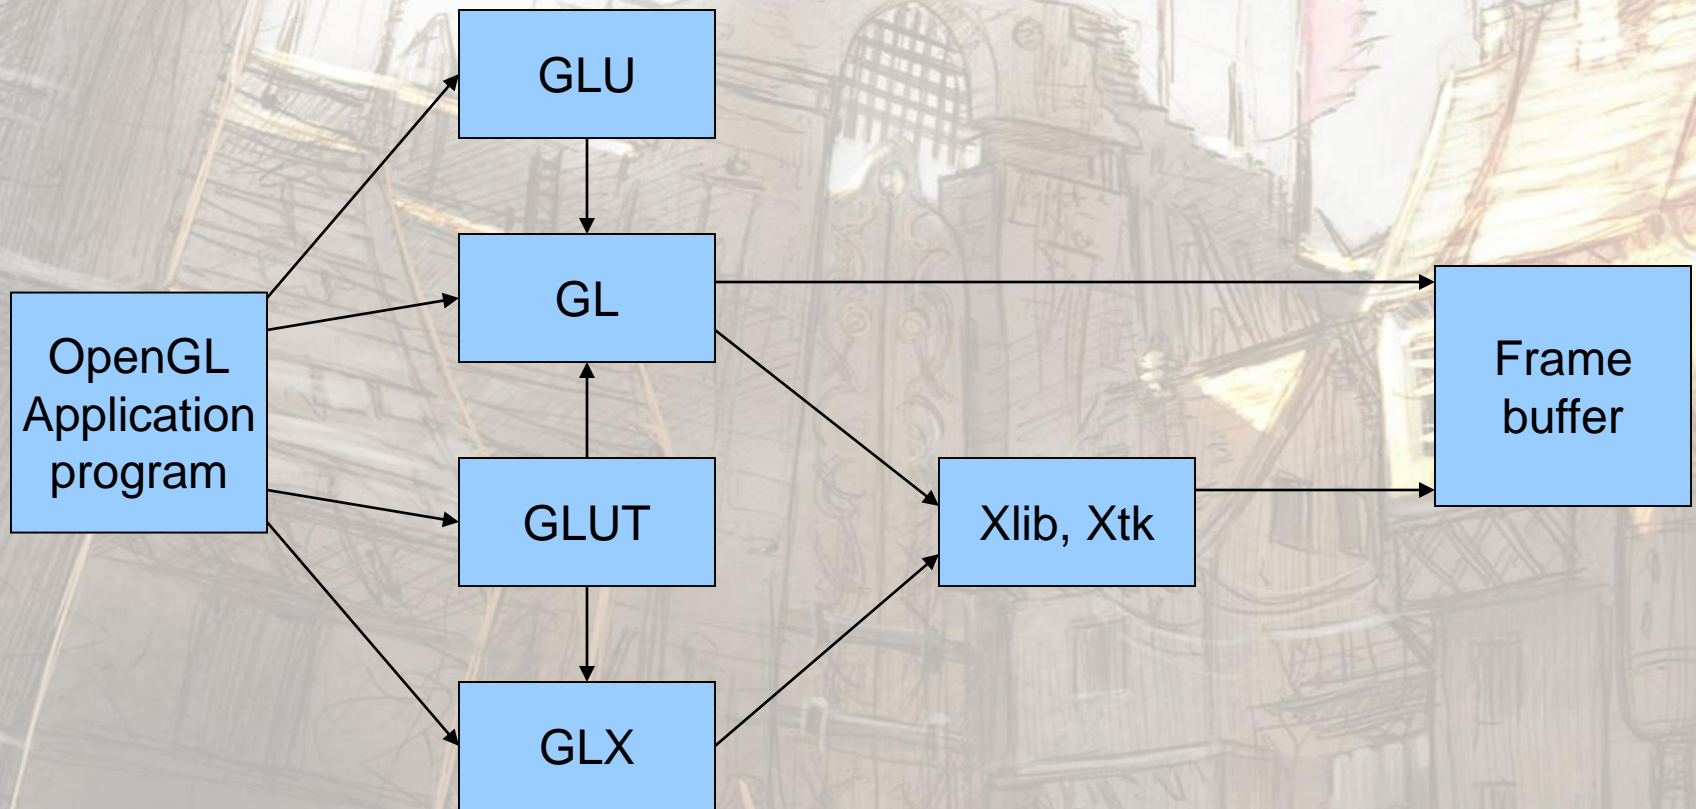 GLU
GL
OpenGL
Application
program
GLUT
GLX
Xlib, Xtk
Frame
buffer